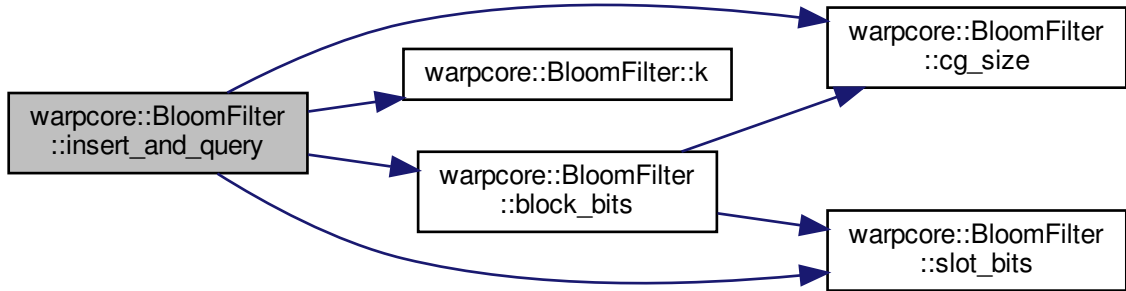 warpcore::BloomFilter
::insert_and_query
warpcore::BloomFilter::k
warpcore::BloomFilter
::block_bits
warpcore::BloomFilter
::cg_size
warpcore::BloomFilter
::slot_bits